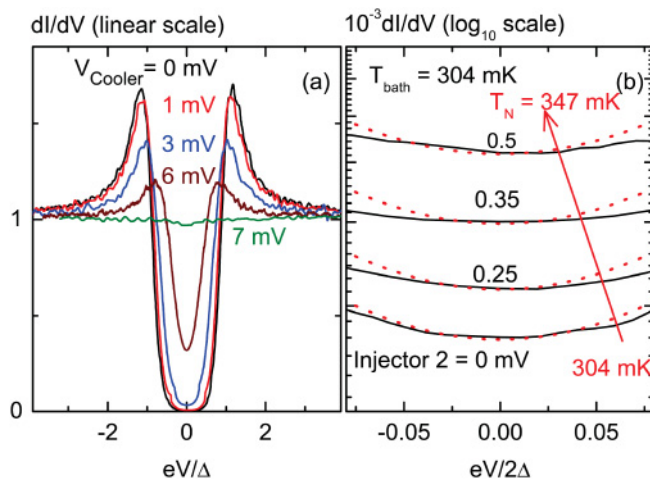 dI/dV (linear scale)
10⁻³dI/dV (log₁₀ scale)
V_Cooler = 0 mV
(a)
1 mV
3 mV
6 mV
7 mV
1
0
-2
0
2
eV/Δ
T_bath = 304 mK
(b)
T_N = 347 mK
0.5
0.35
0.25
Injector 2 = 0 mV
304 mK
-0.05
0.00
0.05
eV/2Δ